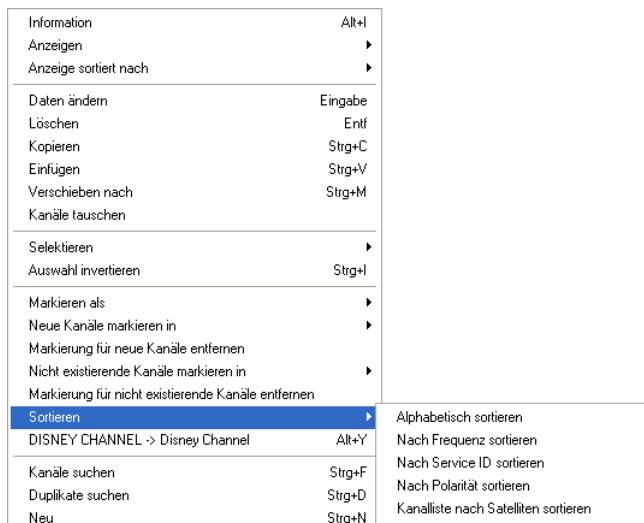 Information Alt+I
Anzeigen
Anzeige sortiert nach
Daten ändern Eingabe
Löschen Entf
Kopieren Strg+C
Einfügen Strg+V
Verschieben nach Strg+M
Kanäle tauschen
Selektieren
Auswahl invertieren Strg+I
Markieren als
Neue Kanäle markieren in
Markierung für neue Kanäle entfernen
Nicht existierende Kanäle markieren in
Markierung für nicht existierende Kanäle entfernen
Sortieren
DISNEY CHANNEL -> Disney Channel Alt+Y
Kanäle suchen Strg+F
Duplikate suchen Strg+D
Neu Strg+N
Alphabetisch sortieren
Nach Frequenz sortieren
Nach Service ID sortieren
Nach Polarität sortieren
Kanalliste nach Satelliten sortieren